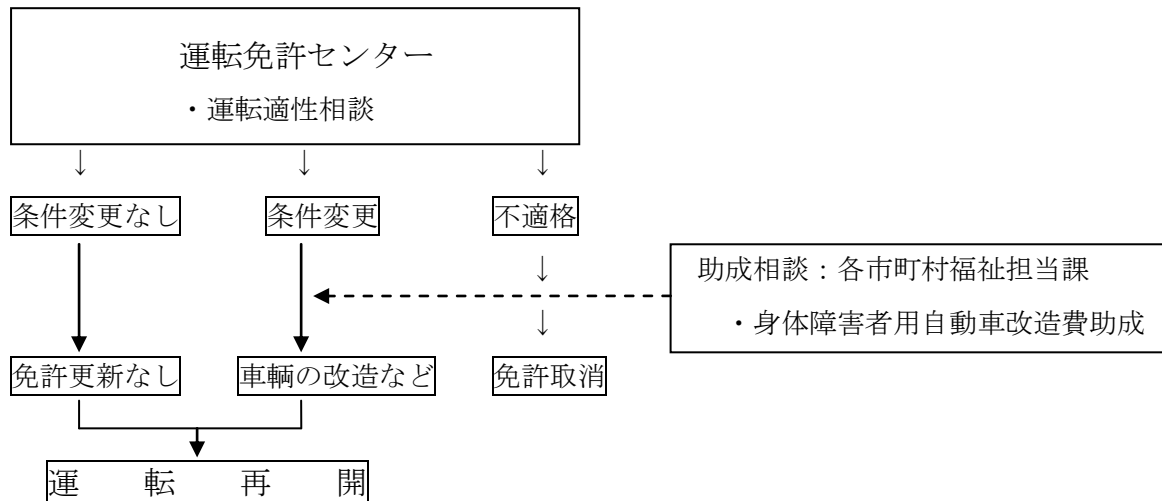 運転免許センター
・運転適性相談
↓ ↓ ↓
条件変更なし 条件変更 不適格
↓
助成相談：各市町村福祉担当課
・身体障害者用自動車改造費助成
↓
免許更新なし 車輌の改造など 免許取消
運 転 再 開